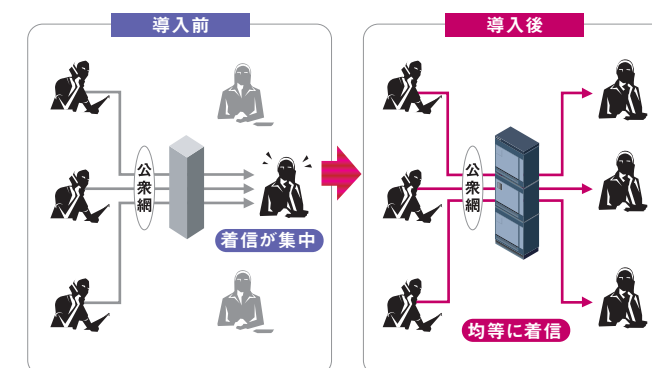 導入前
導入後
公衆網
着信が集中
公衆網
均等に着信